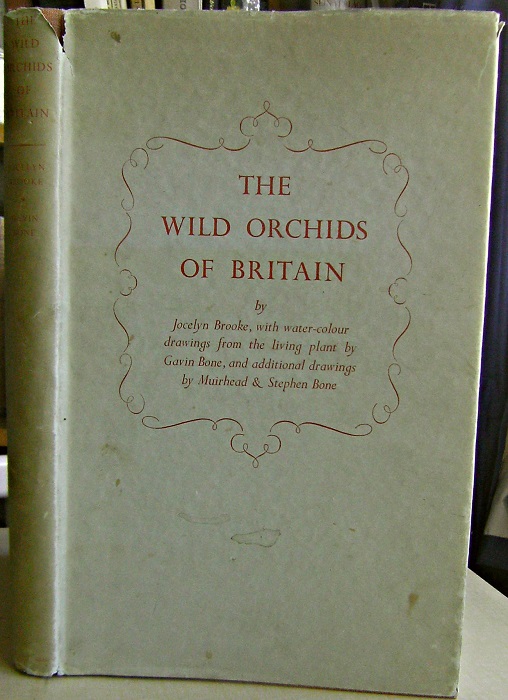 THE
WILD ORCHIDS
OF BRITAIN
by
Jocelyn Brooke, with water-colour
drawings from the living plant by
Gavin Bone, and additional drawings
by Muirhead & Stephen Bone
THE
WILD
ORCHIDS
OF
BRITAIN